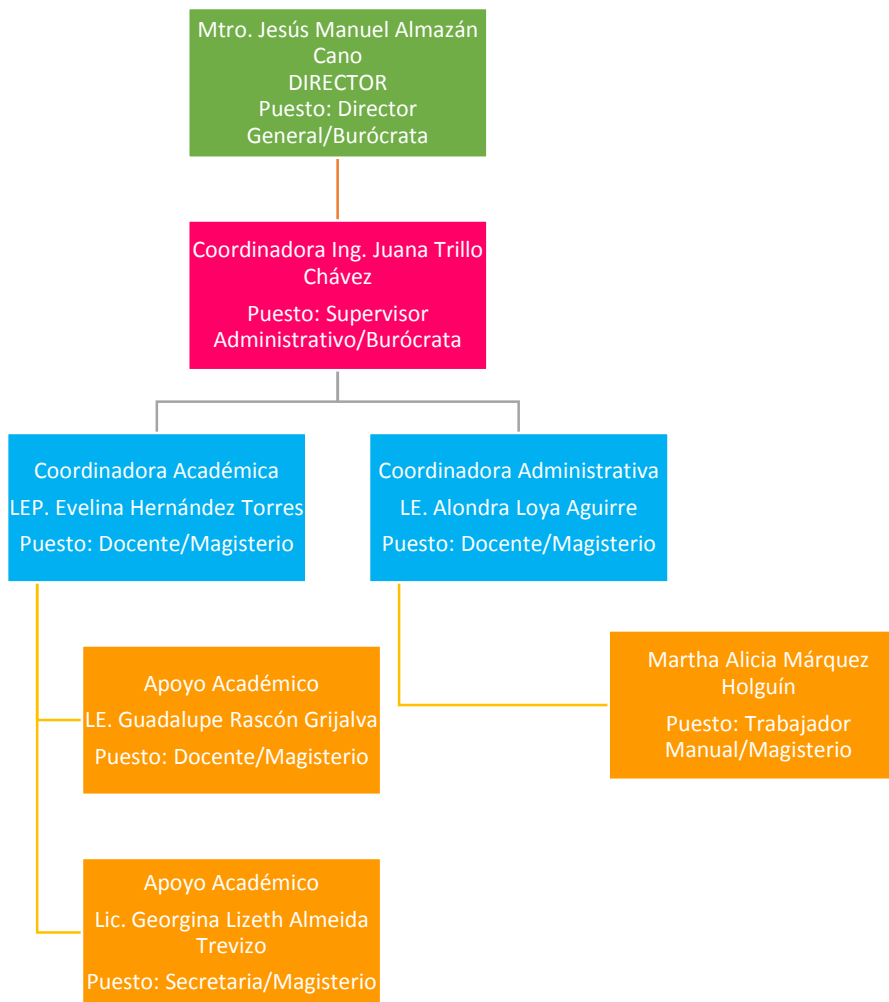 Mtro. Jesús Manuel Almazán
Cano
DIRECTOR
Puesto: Director
General/Burócrata
Coordinadora Ing. Juana Trillo
Chávez
Puesto: Supervisor
Administrativo/Burócrata
Coordinadora Académica
LEP. Evelina Hernández Torres
Puesto: Docente/Magisterio
Coordinadora Administrativa
LE. Alondra Loya Aguirre
Puesto: Docente/Magisterio
Apoyo Académico
LE. Guadalupe Rascón Grijalva
Puesto: Docente/Magisterio
Martha Alicia Márquez
Holguín
Puesto: Trabajador
Manual/Magisterio
Apoyo Académico
Lic. Georgina Lizeth Almeida
Trevizo
Puesto: Secretaria/Magisterio